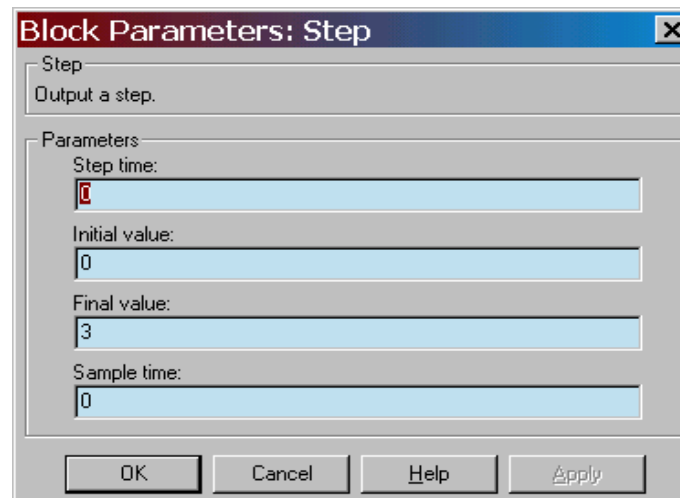 Block Parameters: Step
Step
Output a step.
Parameters
Step time:
0
Initial value:
0
Final value:
3
Sample time:
0
OK Cancel Help Apply